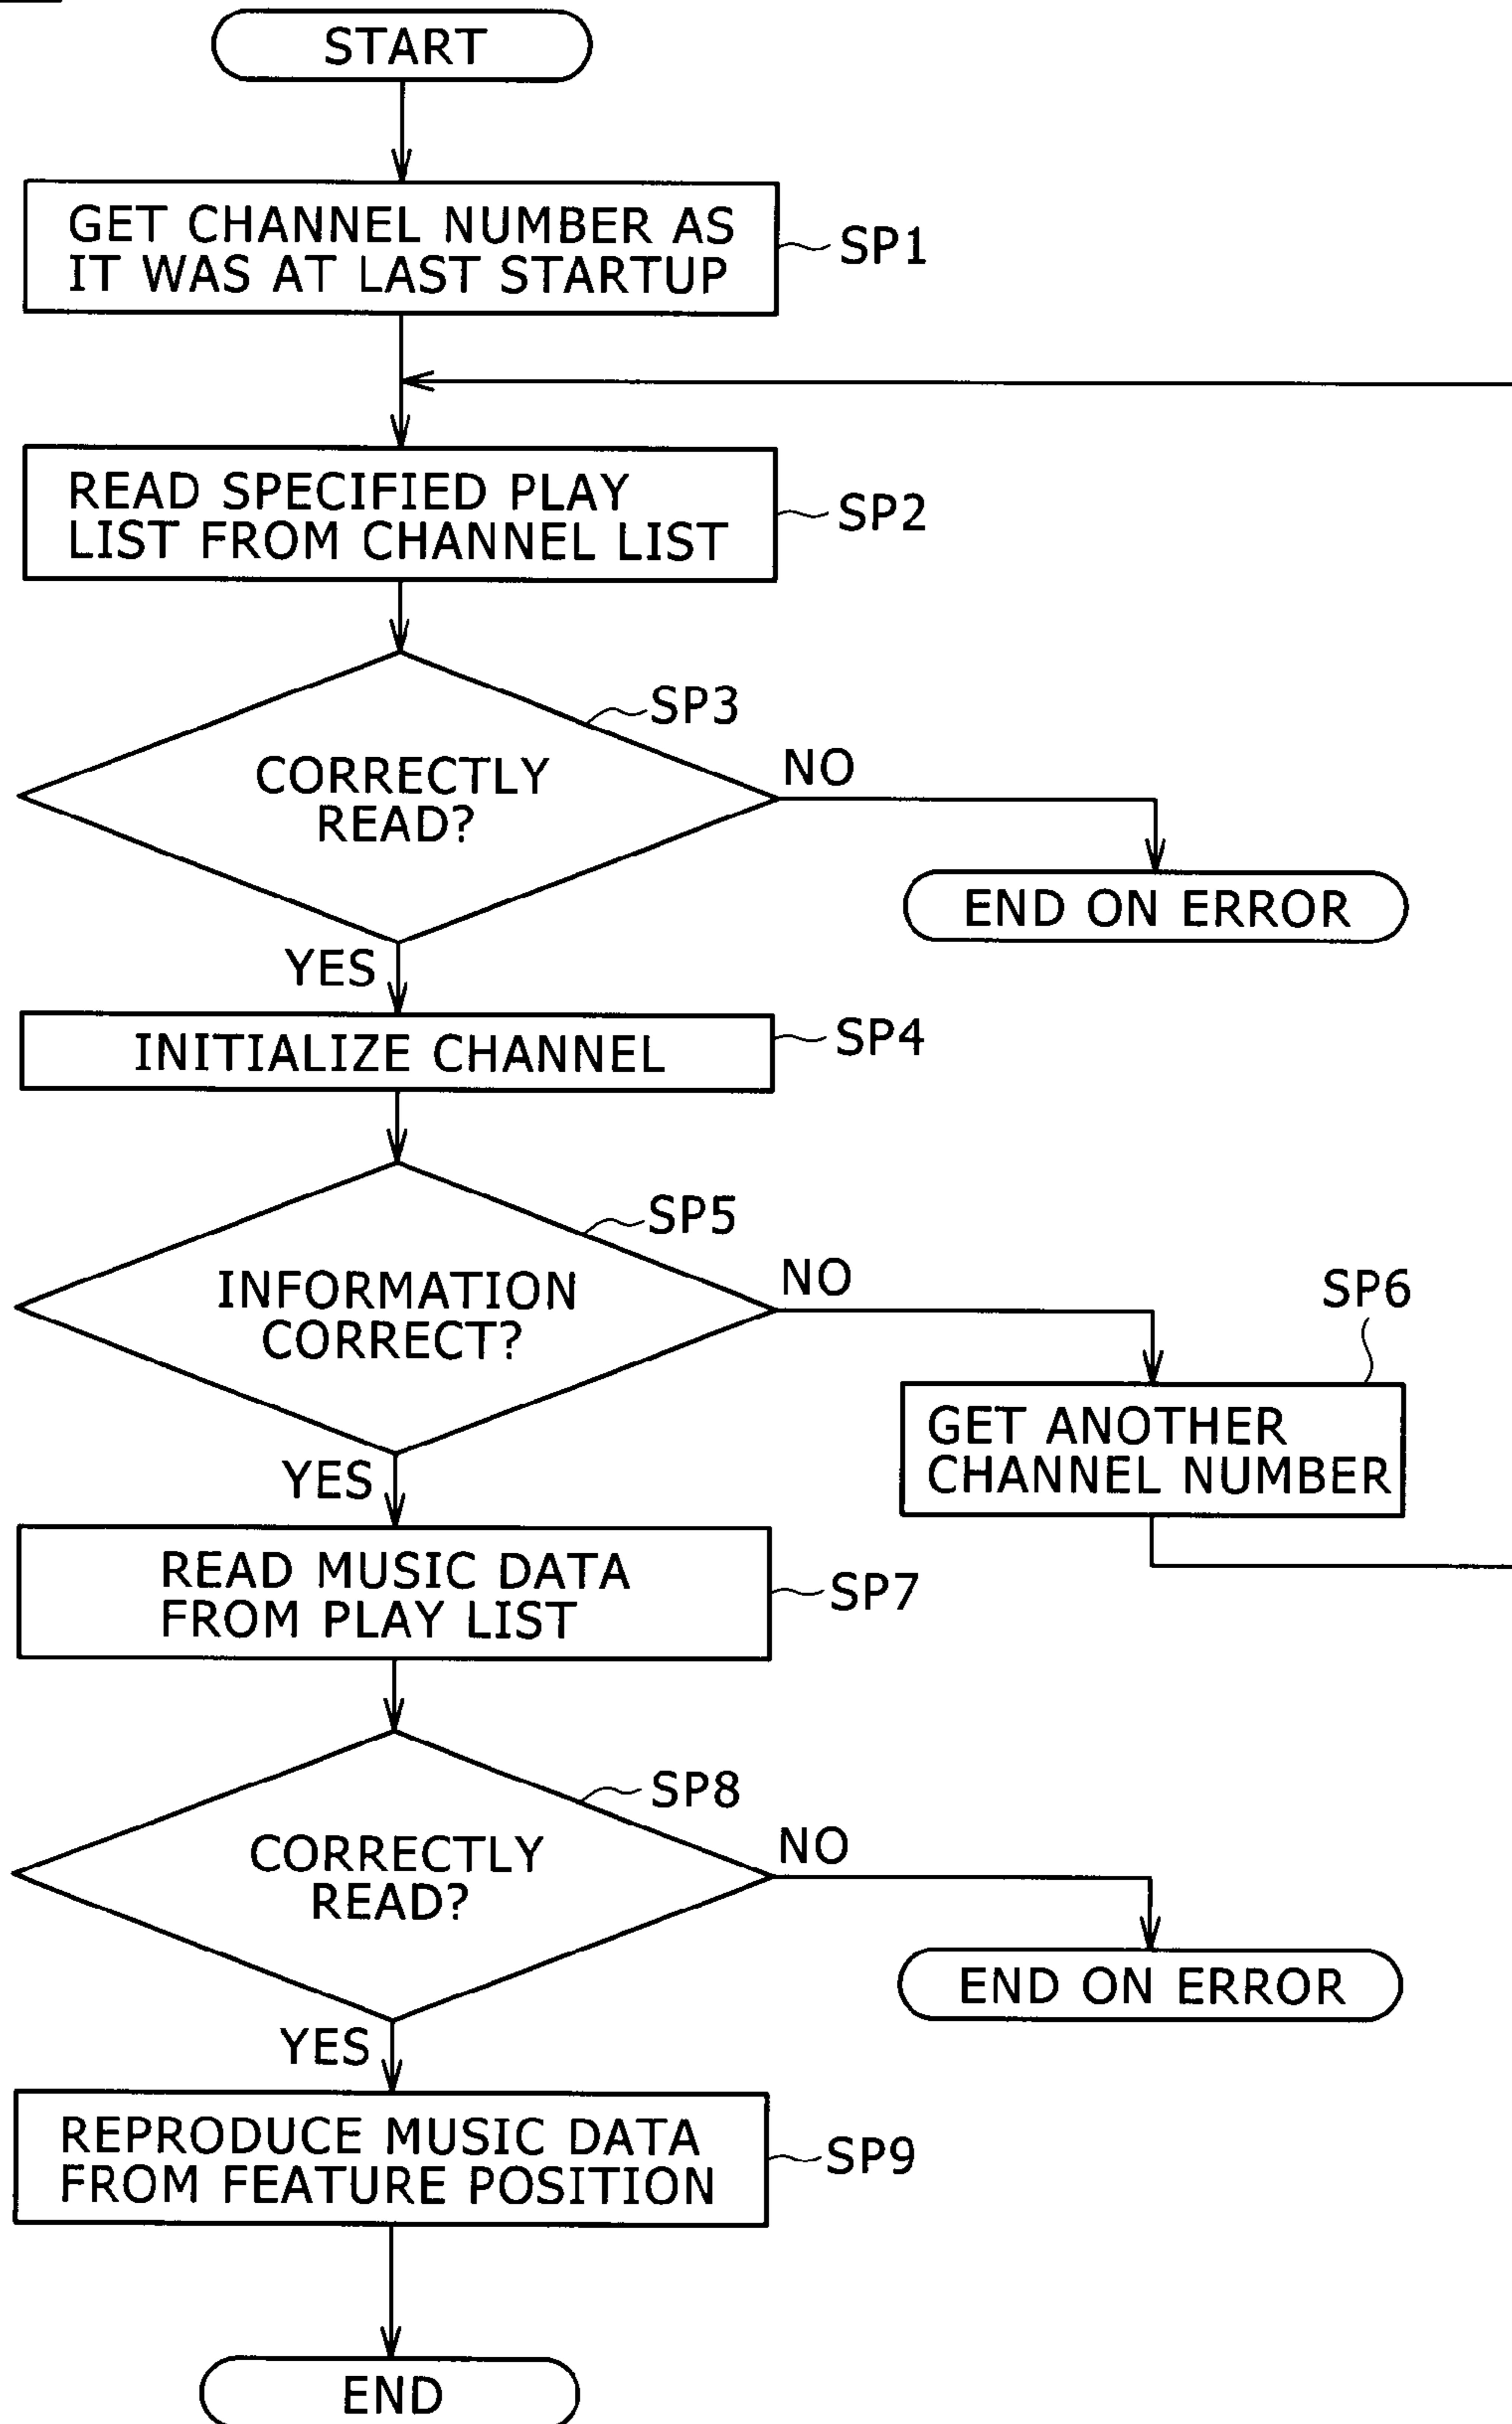 START
GET CHANNEL NUMBER AS
IT WAS AT LAST STARTUP
SP1
READ SPECIFIED PLAY
LIST FROM CHANNEL LIST
SP2
SP3
CORRECTLY
READ?
NO
END ON ERROR
YES
INITIALIZE CHANNEL
SP4
SP5
INFORMATION
CORRECT?
NO
SP6
GET ANOTHER
CHANNEL NUMBER
YES
READ MUSIC DATA
FROM PLAY LIST
SP7
SP8
CORRECTLY
READ?
NO
END ON ERROR
YES
REPRODUCE MUSIC DATA
FROM FEATURE POSITION
SP9
END